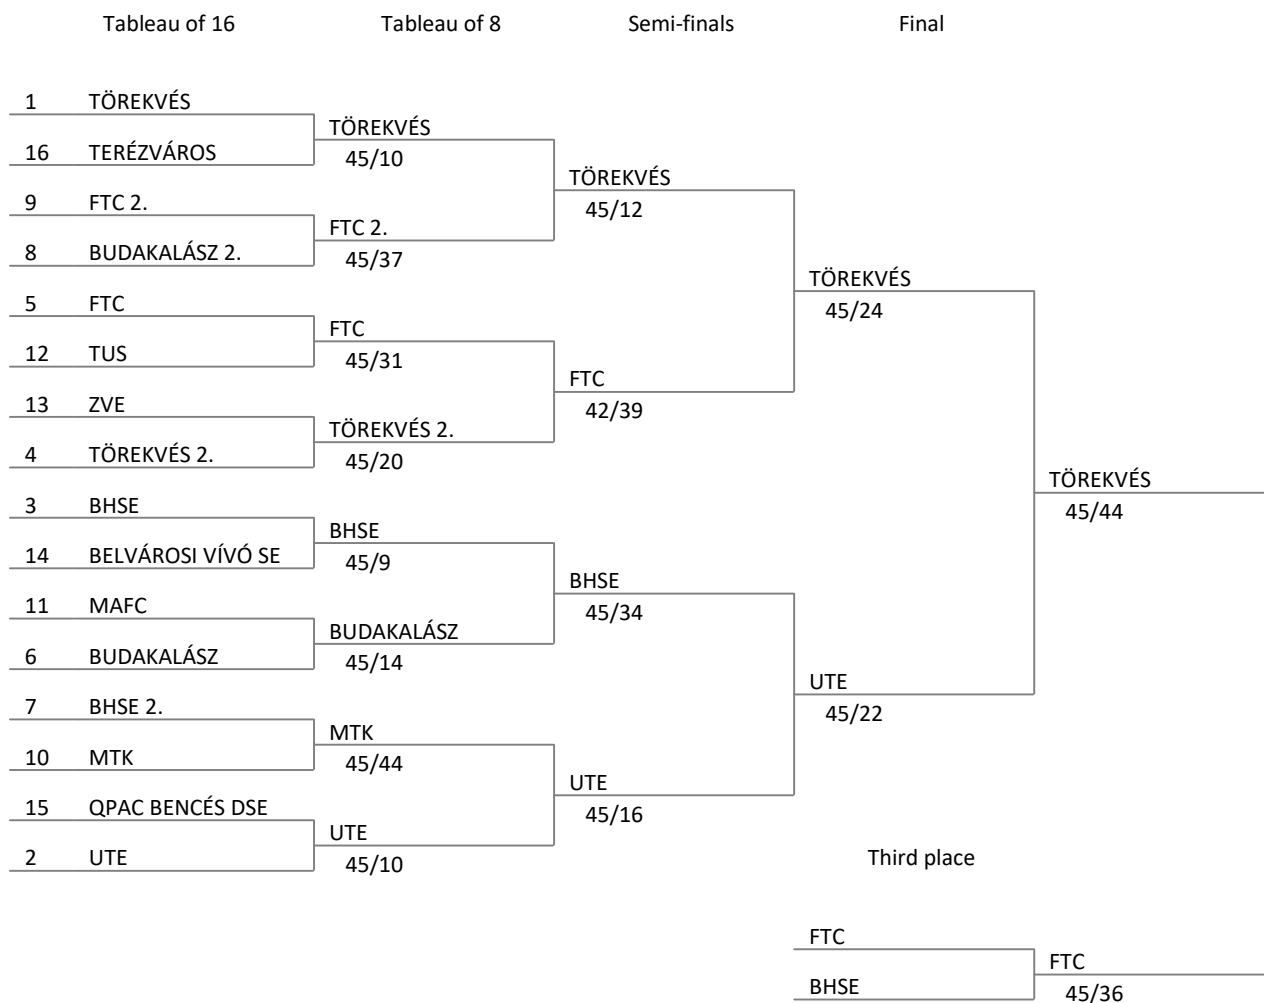 Tableau of 16 Tableau of 8 Semi-finals Final
1 TÖREKVÉS
TÖREKVÉS
16 TERÉZVÁROS
45/10
TÖREKVÉS
9 FTC 2.
45/12
FTC 2.
8 BUDAKALÁSZ 2.
45/37
TÖREKVÉS
5 FTC
45/24
FTC
12 TUS
45/31
FTC
13 ZVE
42/39
TÖREKVÉS 2.
4 TÖREKVÉS 2.
45/20
TÖREKVÉS
3 BHSE
45/44
BHSE
14 BELVÁROSI VÍVÓ SE
45/9
BHSE
11 MAFC
45/34
BUDAKALÁSZ
6 BUDAKALÁSZ
45/14
UTE
7 BHSE 2.
45/22
MTK
10 MTK
45/44
UTE
15 QPAC BENCÉS DSE
45/16
UTE
2 UTE
45/10
Third place
FTC
FTC
BHSE
45/36